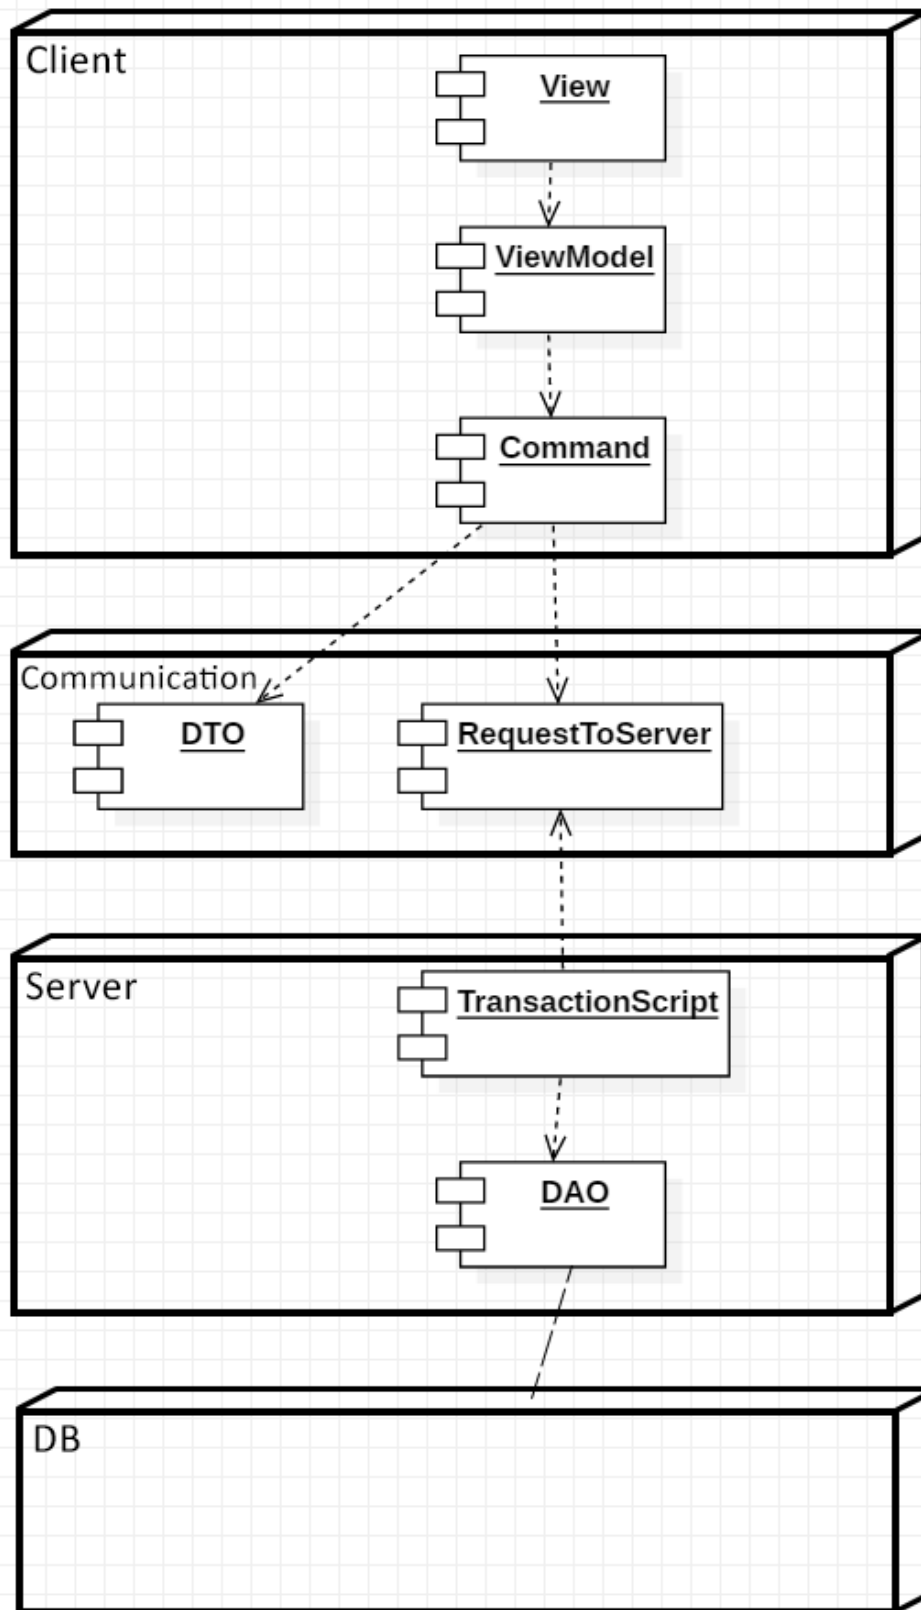 Client
View
ViewModel
Command
Communication
DTO
RequestToServer
Server
TransactionScript
DAO
DB